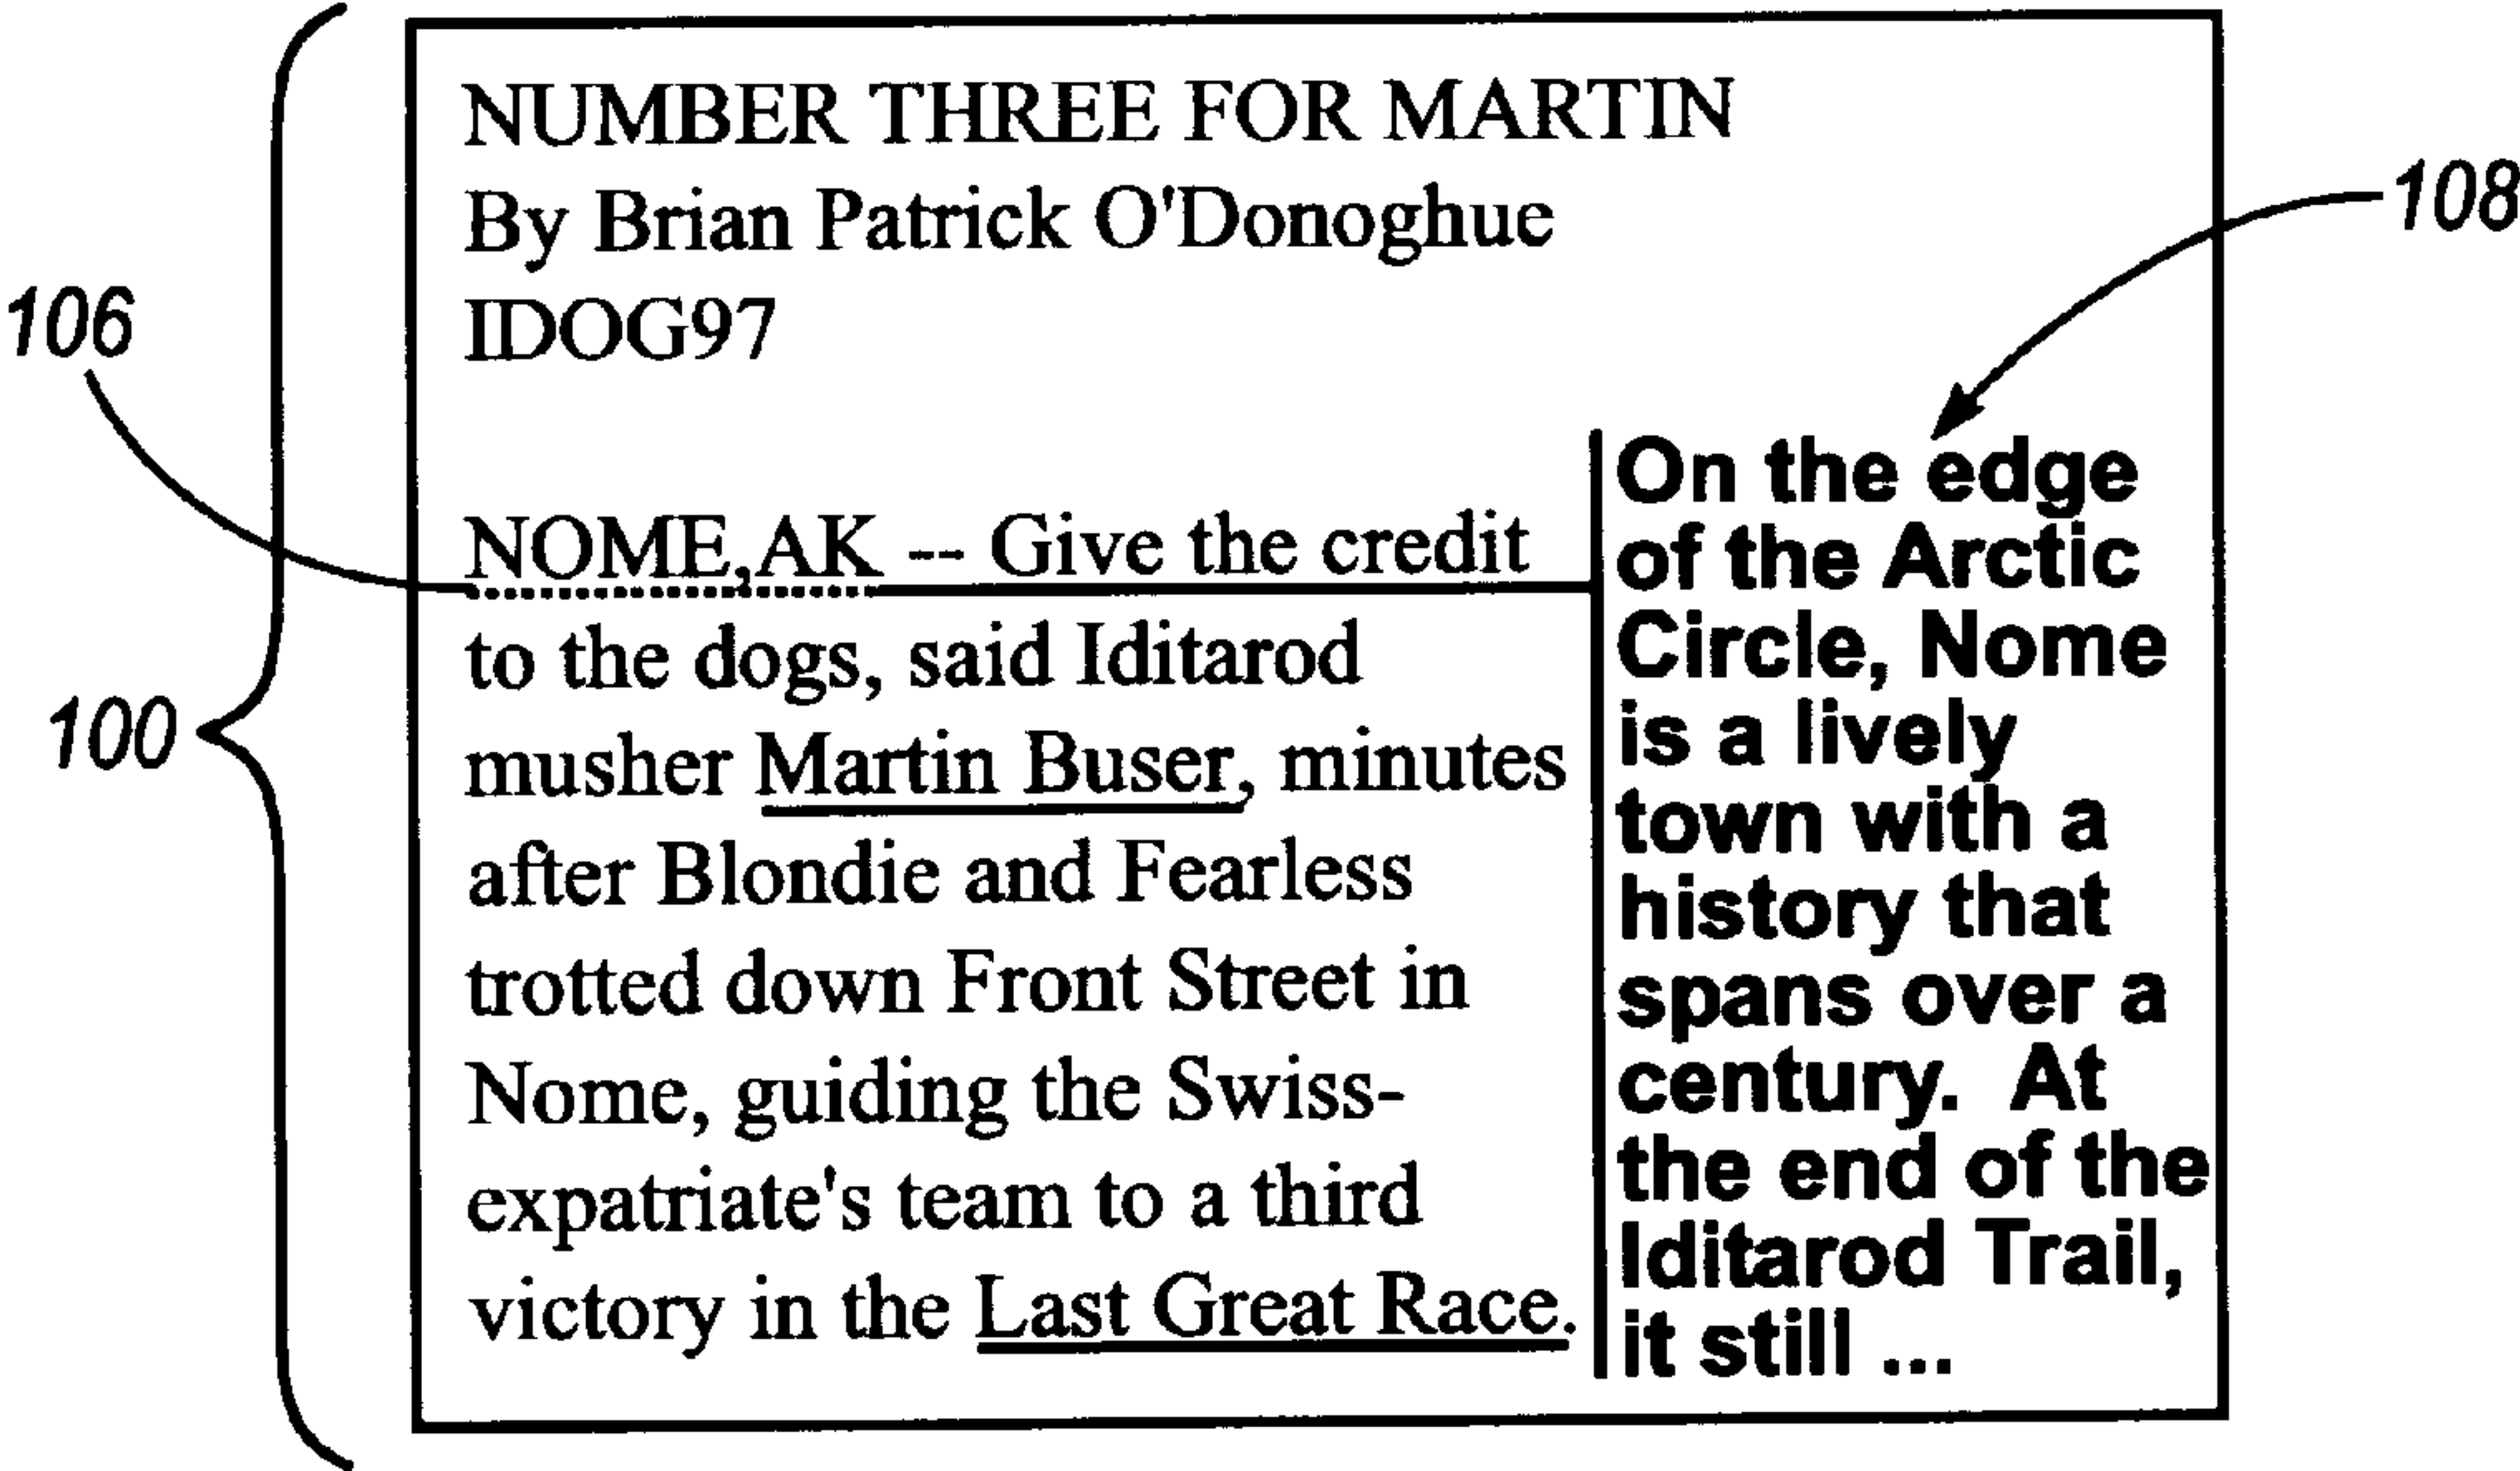 NUMBER THREE FOR MARTIN
By Brian Patrick O'Donoghue
IDOG97
108
106
100
NOME,AK -- Give the credit
to the dogs, said Iditarod
musher Martin Buser, minutes
after Blondie and Fearless
trotted down Front Street in
Nome, guiding the Swiss-
expatriate's team to a third
victory in the Last Great Race.
On the edge
of the Arctic
Circle, Nome
is a lively
town with a
history that
spans over a
century.  At
the end of the
Iditarod Trail,
it still ...